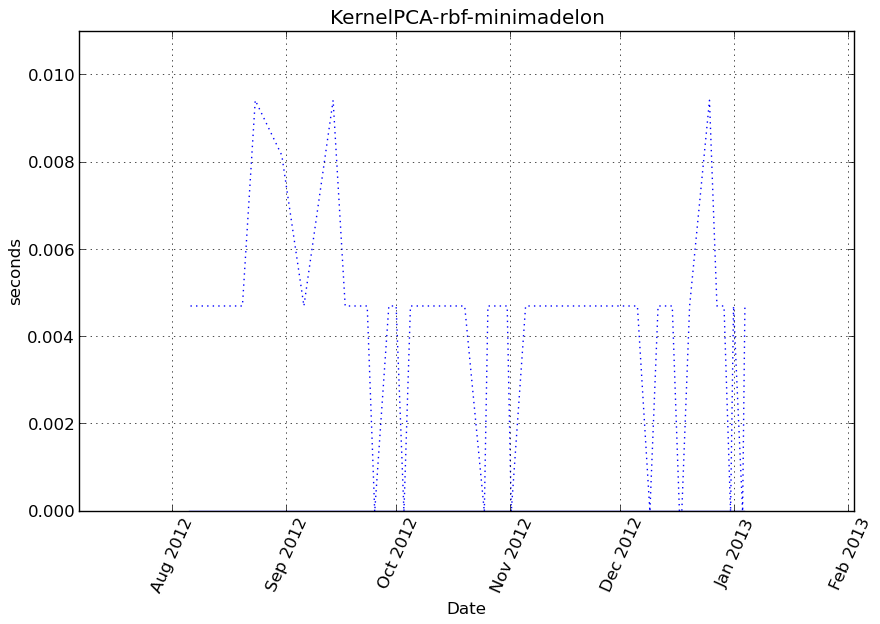 KernelPCA-rbf-minimadelon
0.010
0.008
0.006
0.004
0.002
0.000
seconds
Aug 2012
Sep 2012
Oct 2012
Nov 2012
Dec 2012
Jan 2013
Feb 2013
Date